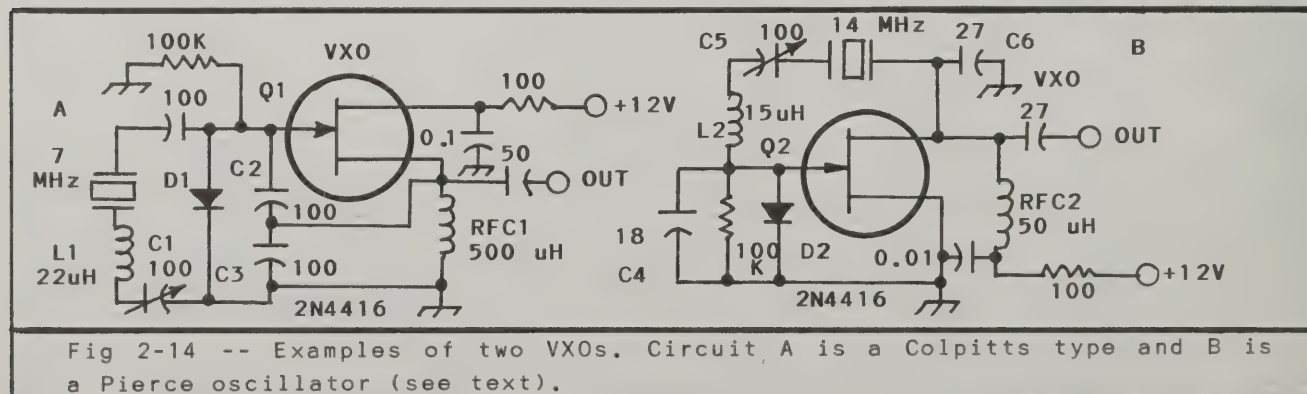 100K
VXO
100
Q1
100
+12V
A
0.1
50
OUT
7
MHz
D1
C2
100
RFC1
500 uH
L1
22uH
C1
100
C3
100
2N4416
C5
100
14 MHz
27
C6
B
VXO
15uH
L2
Q2
27
OUT
RFC2
50 uH
18
C4
100
K
D2
0.01
100
+12V
2N4416
Fig 2-14 -- Examples of two VXOs. Circuit A is a Colpitts type and B is
a Pierce oscillator (see text).